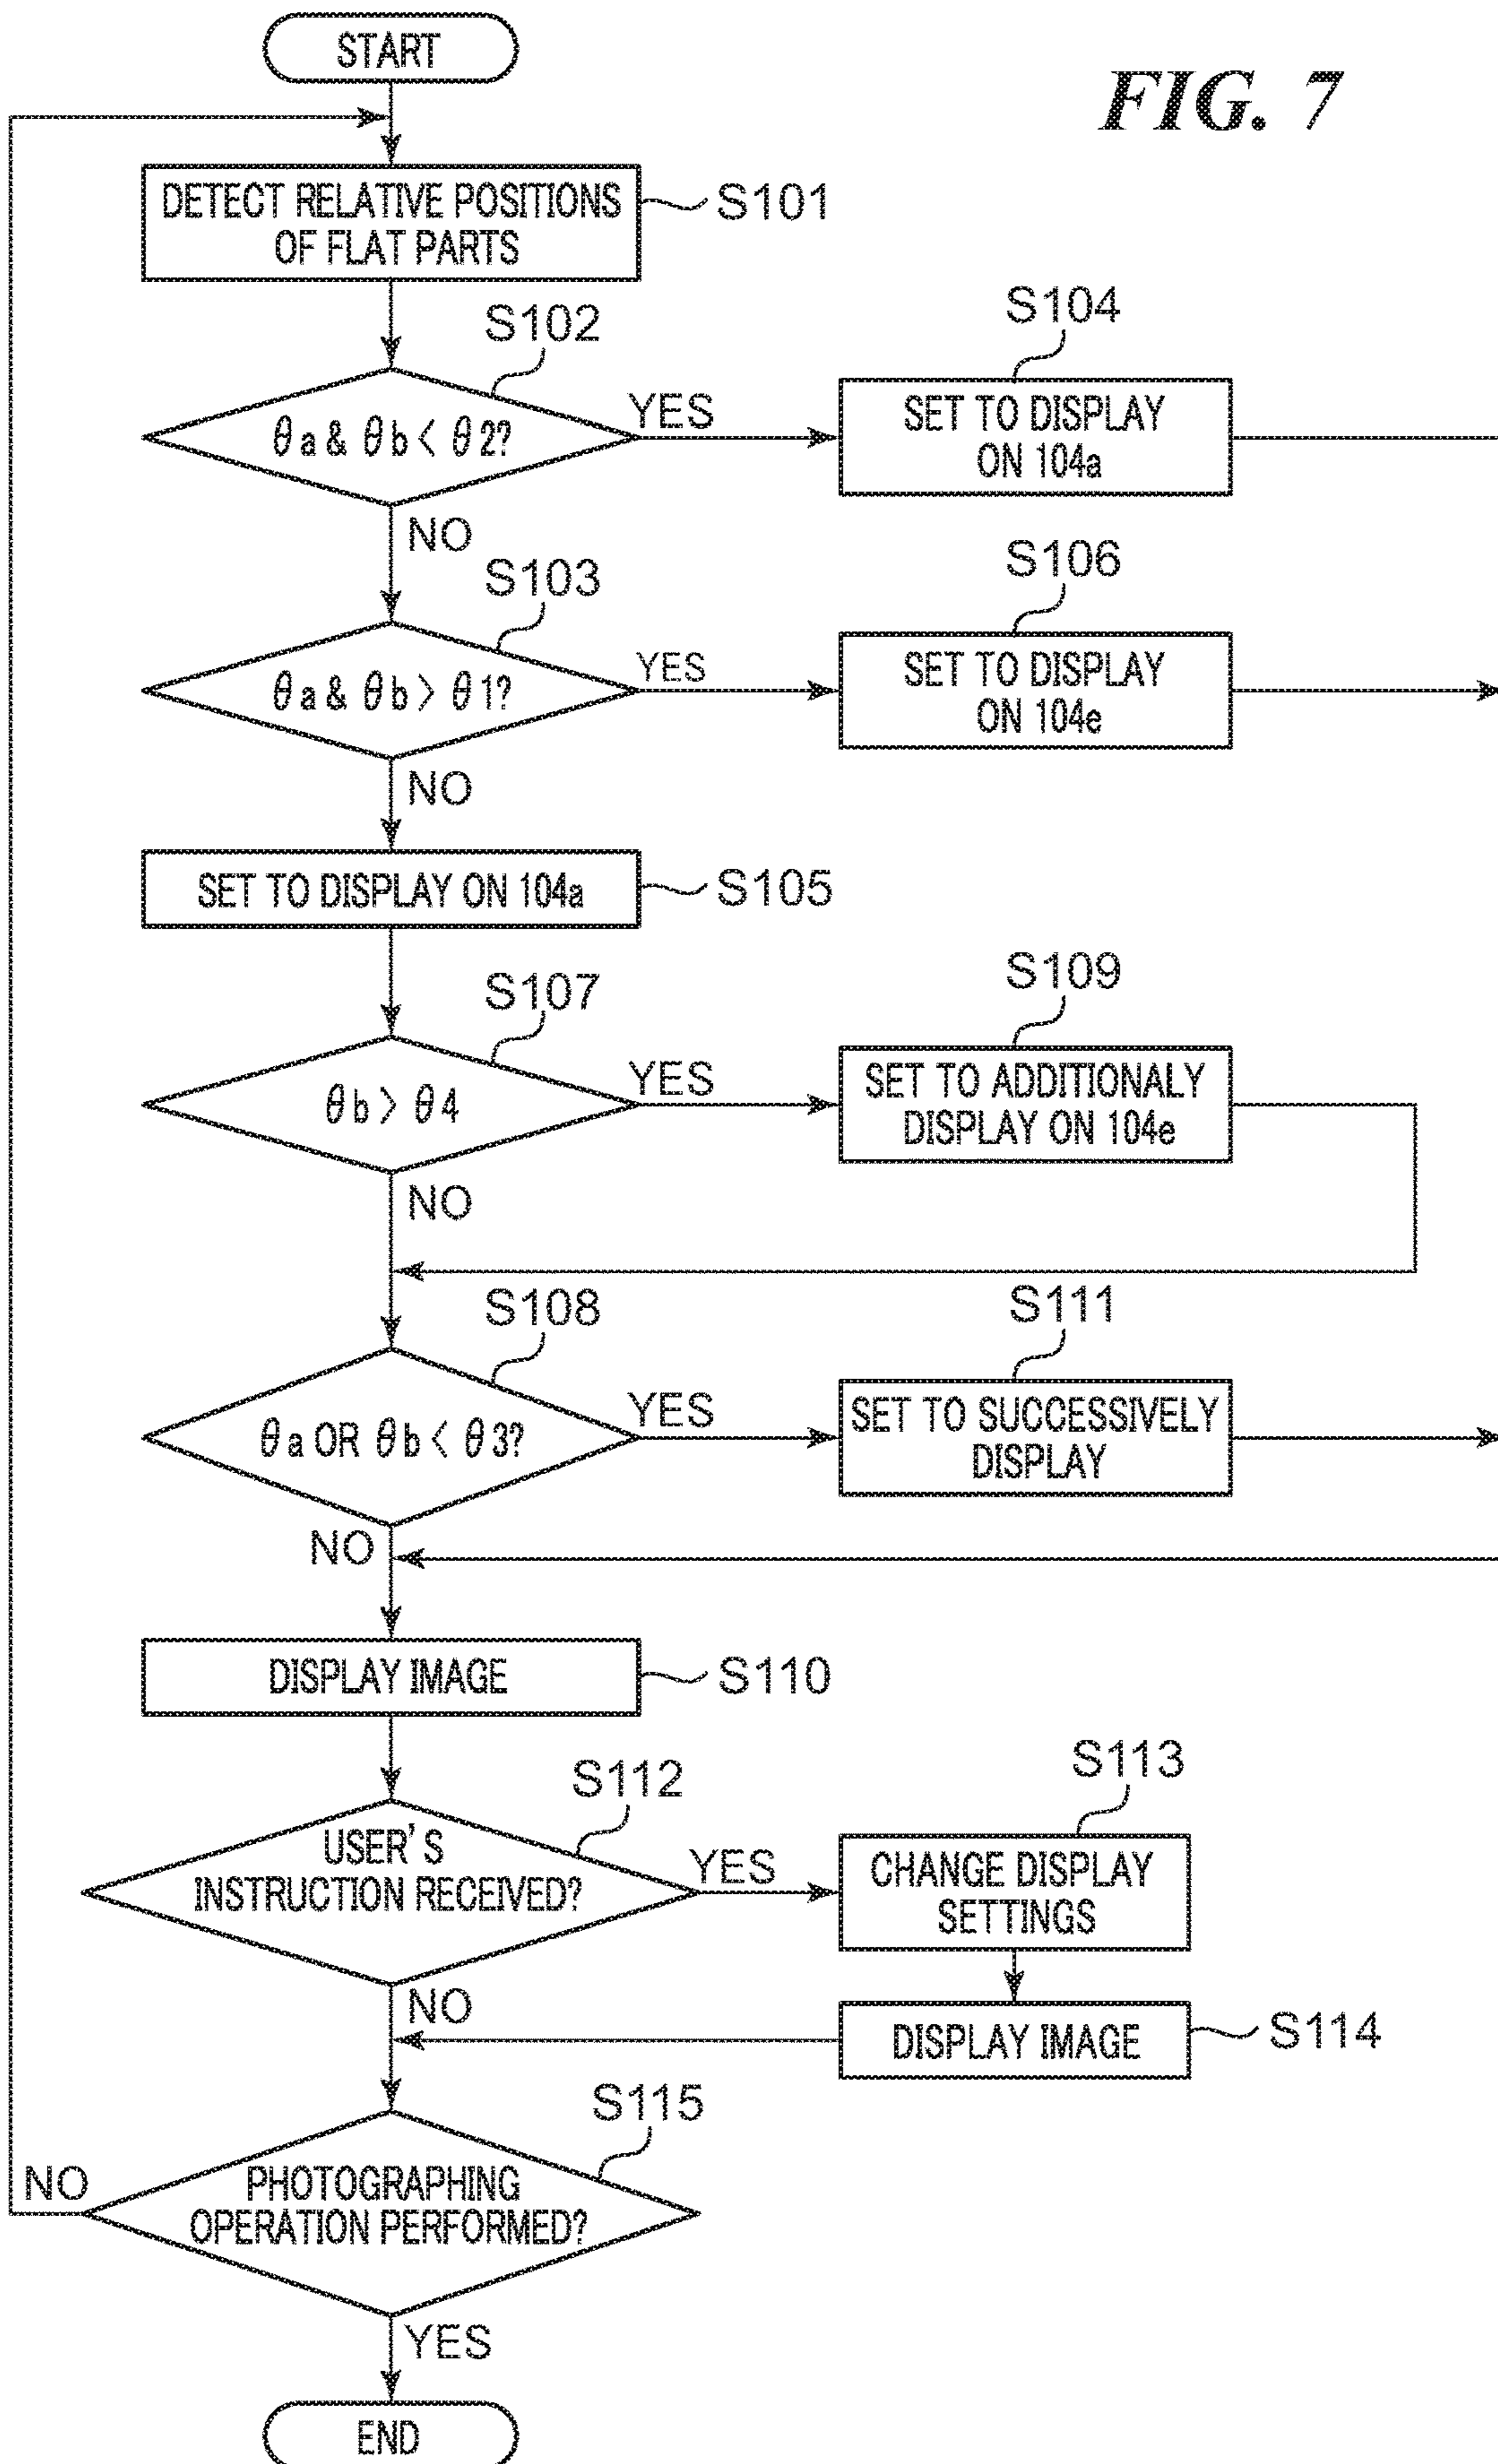 START
FIG. 7
DETECT RELATIVE POSITIONS
OF FLAT PARTS
S101
S102
θa & θb < θ2?
YES
NO
S104
SET TO DISPLAY
ON 104a
S103
θa & θb > θ1?
YES
NO
S106
SET TO DISPLAY
ON 104e
SET TO DISPLAY ON 104a
S105
S107
θb > θ4
YES
NO
S109
SET TO ADDITIONALY
DISPLAY ON 104e
S108
θa OR θb < θ3?
YES
NO
S111
SET TO SUCCESSIVELY
DISPLAY
DISPLAY IMAGE
S110
S112
USER'S
INSTRUCTION RECEIVED?
YES
NO
S113
CHANGE DISPLAY
SETTINGS
DISPLAY IMAGE
S114
S115
PHOTOGRAPHING
OPERATION PERFORMED?
NO
YES
END